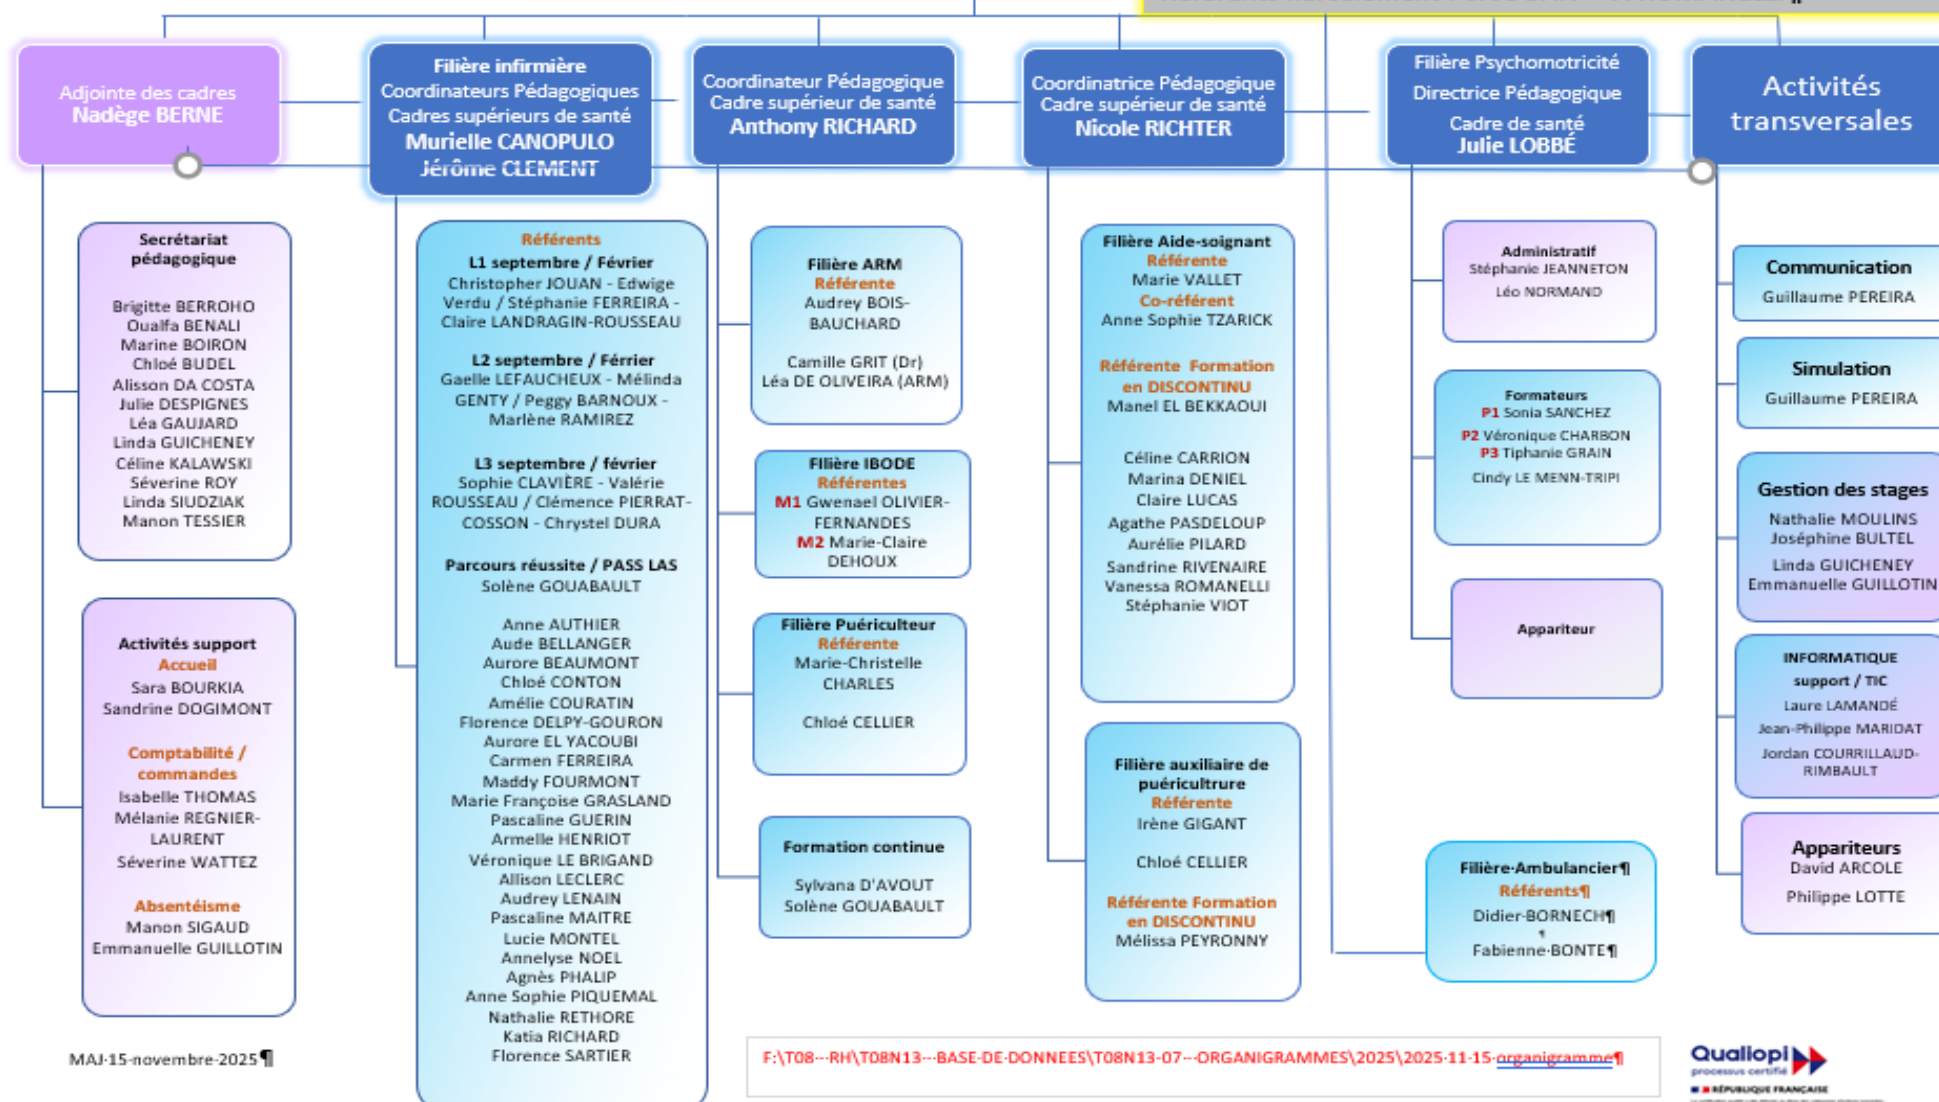 Adjointe des cadres
Nadège BERNE
Filière infirmière
Coordinateurs Pédagogiques
Cadres supérieurs de santé
Murielle CANOPULO
Jérôme CLEMENT
Coordinateur Pédagogique
Cadre supérieur de santé
Anthony RICHARD
Coordinatrice Pédagogique
Cadre supérieur de santé
Nicole RICHTER
Filière Psychomotricité
Directrice Pédagogique
Cadre de santé
Julie LOBBÉ
Activités
transversales
Secrétariat
pédagogique
Brigitte BERROHO
Oualfa BENALI
Marine BOIRON
Chloé BUDEL
Alisson DA COSTA
Julie DESPIGNES
Léa GAUJARD
Linda GUICHENEY
Céline KALAWSKI
Séverine ROY
Linda SIUDZIAK
Manon TESSIER
Activités support
Accueil
Sara BOURKIA
Sandrine DOGIMONT
Comptabilité /
commandes
Isabelle THOMAS
Mélanie REGNIER-
LAURENT
Séverine WATTEZ
Absentéisme
Manon SIGAUD
Emmanuelle GUILLOTIN
Référents
L1 septembre / Février
Christopher JOUAN - Edwige
Verdu / Stéphanie FERREIRA -
Claire LANDRAGIN-ROUSSEAU
L2 septembre / Février
Gaelle LEFAUCHEUX - Mélinda
GENTY / Peggy BARNOUX -
Marlène RAMIREZ
L3 septembre / février
Sophie CLAVIÈRE - Valérie
ROUSSEAU / Clémence PIERRAT-
COSSON - Chrystel DURA
Parcours réussite / PASS LAS
Solène GOUABAULT
Anne AUTHIER
Aude BELLANGER
Aurore BEAUMONT
Chloé CONTON
Amélie COURATIN
Florence DELPY-GOURON
Aurore EL YACOUBI
Carmen FERREIRA
Maddy FOURMONT
Marie Françoise GRASLAND
Pascaline GUERIN
Armelle HENRIOT
Véronique LE BRIGAND
Allison LECLERC
Audrey LENAIN
Pascaline MAITRE
Lucie MONTEL
Annelyse NOEL
Agnès PHALIP
Anne Sophie PIQUEMAL
Nathalie RETHORE
Katia RICHARD
Florence SARTIER
Filière ARM
Référente
Audrey BOIS-
BAUCHARD
Camille GRIT (Dr)
Léa DE OLIVEIRA (ARM)
Filière IBODE
Référentes
M1 Gwenael OLIVIER-
FERNANDES
M2 Marie-Claire
DEHOUX
Filière Puériculteur
Référente
Marie-Christelle
CHARLES
Chloé CELLIER
Formation continue
Sylvana D'AVOUT
Solène GOUABAULT
Filière Aide-soignant
Référente
Marie VALLET
Co-référent
Anne Sophie TZARICK
Référente Formation
en DISCONTINU
Manel EL BEKKAOUI
Céline CARRION
Marina DENIEL
Claire LUCAS
Agathe PASDELOUP
Aurélie PILARD
Sandrine RIVENAIRE
Vanessa ROMANELLI
Stéphanie VIOT
Filière auxiliaire de
puéricultrure
Référente
Irène GIGANT
Chloé CELLIER
Référente Formation
en DISCONTINU
Mélissa PEYRONNY
Administratif
Stéphanie JEANNETON
Léo NORMAND
Formateurs
P1 Sonia SANCHEZ
P2 Véronique CHARBON
P3 Tiphanie GRAIN
Cindy LE MENN-TRIPI
Appariteur
Filière·Ambulancier¶
Référents¶
Didier·BORNECH¶
¶
Fabienne·BONTE¶
Communication
Guillaume PEREIRA
Simulation
Guillaume PEREIRA
Gestion des stages
Nathalie MOULINS
Joséphine BULTEL
Linda GUICHENEY
Emmanuelle GUILLOTIN
INFORMATIQUE
support / TIC
Laure LAMANDÉ
Jean-Philippe MARIDAT
Jordan COURRILLAUD-
RIMBAULT
Appariteurs
David ARCOLE
Philippe LOTTE
MAJ·15·novembre·2025¶
F:\T08·-·RH\T08N13·-·BASE·DE·DONNEES\T08N13-07·-·ORGANIGRAMMES\2025\2025·11·15·organigramme¶
Qualiopi
processus certifié
RÉPUBLIQUE FRANÇAISE